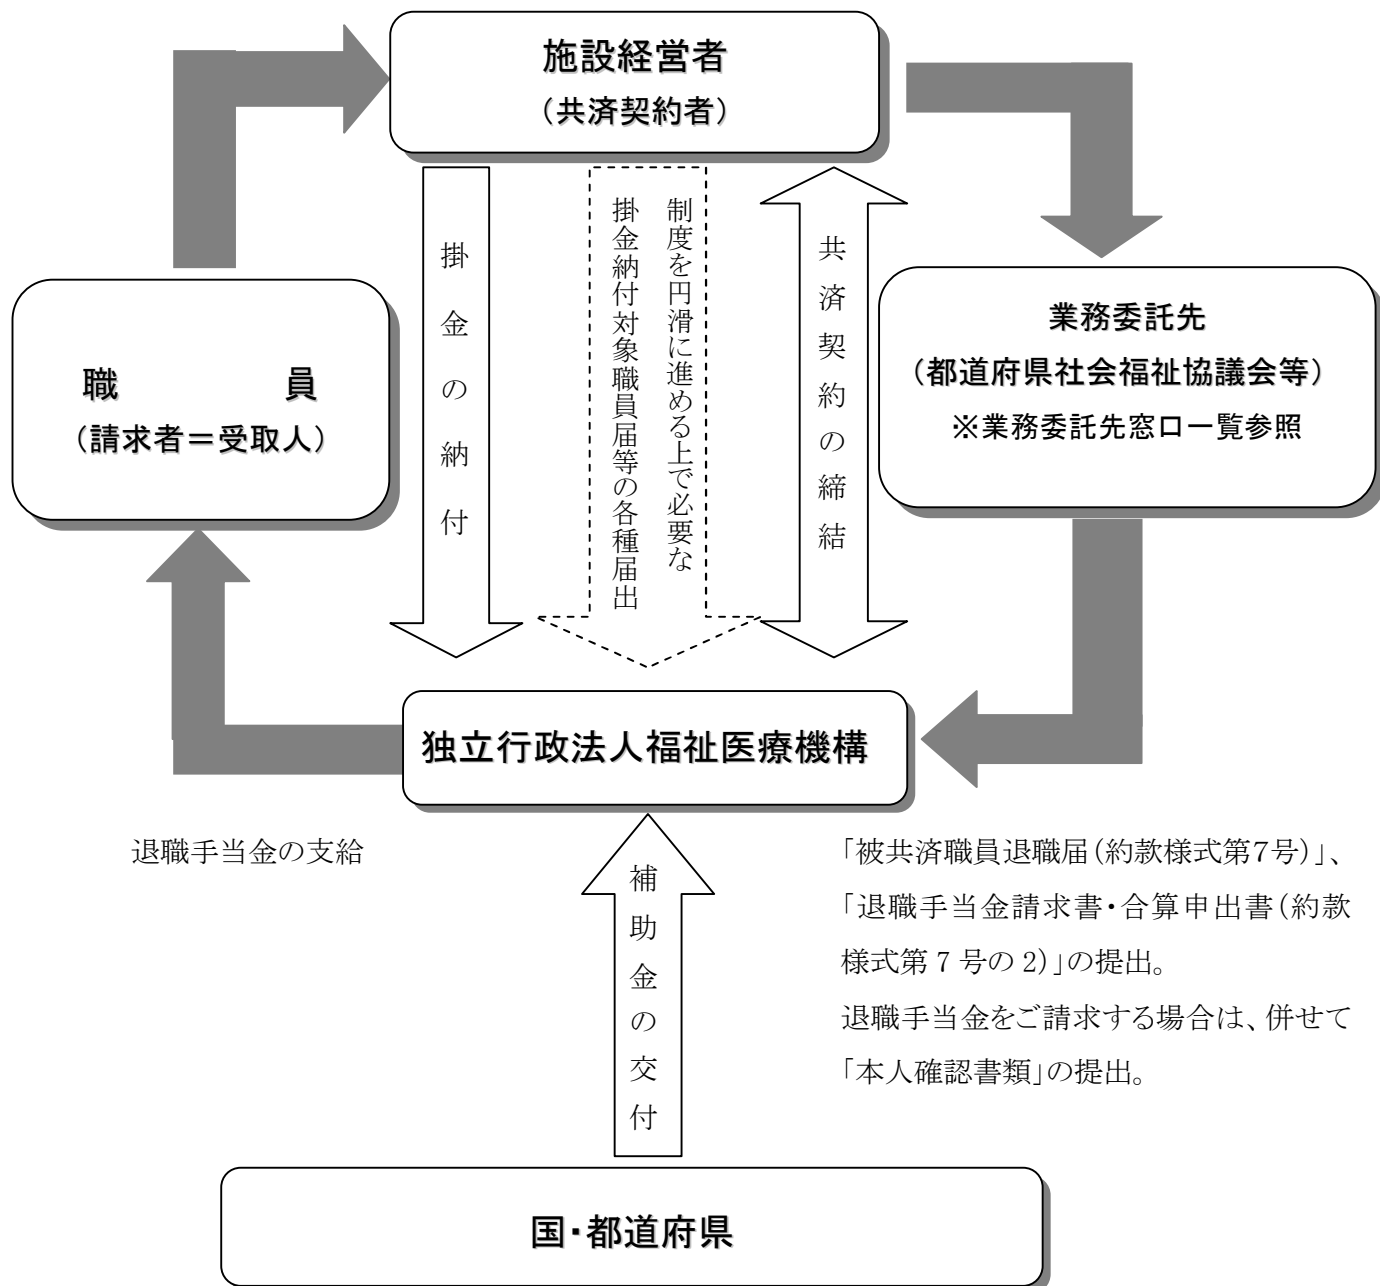 施設経営者
（共済契約者）
掛金の納付
制度を円滑に進める上で必要な
掛金納付対象職員届等の各種届出
共済契約の締結
職　　　員
（請求者＝受取人）
業務委託先
（都道府県社会福祉協議会等）
※業務委託先窓口一覧参照
独立行政法人福祉医療機構
退職手当金の支給
補助金の交付
「被共済職員退職届（約款様式第７号）」、
「退職手当金請求書・合算申出書（約款
様式第 7 号の 2）」の提出。
退職手当金をご請求する場合は、併せて
「本人確認書類」の提出。
国・都道府県